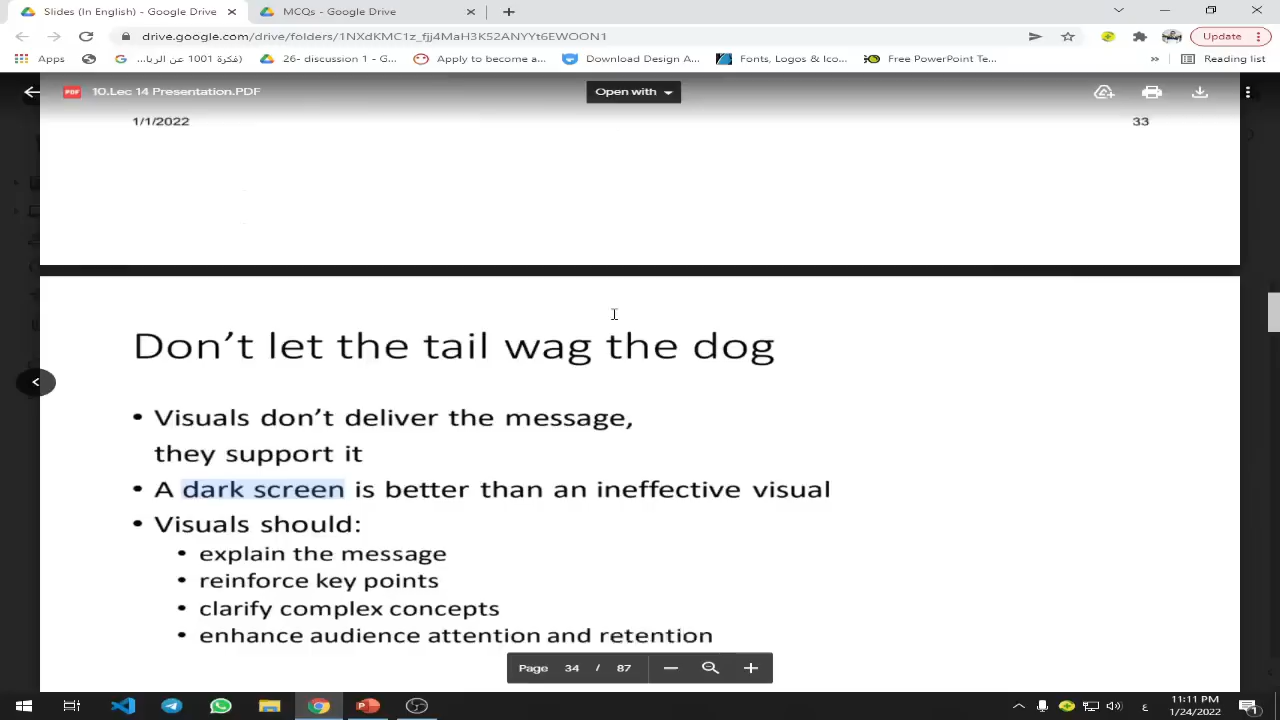 Slides (in English) - Google Drive
MCQs - Google Drive
drive.google.com/drive/folders/1NXdKMC1z_fjj4MaH3K52ANYYt6EWOON1
Update
فكرة 1001 عن الريا...
26- discussion 1 - G...
Apply to become a...
Download Design A...
Fonts, Logos & Ico...
Free PowerPoint Te...
»
Reading list
PDF
10.Lec 14 Presentation.PDF
Open with
1/1/2022
33
Don't let the tail wag the dog
• Visuals don't deliver the message,
they support it
• A dark screen is better than an ineffective visual
• Visuals should:
• explain the message
• reinforce key points
• clarify complex concepts
• enhance audience attention and retention
Page 34 / 87
ع
11:11 PM
1/24/2022